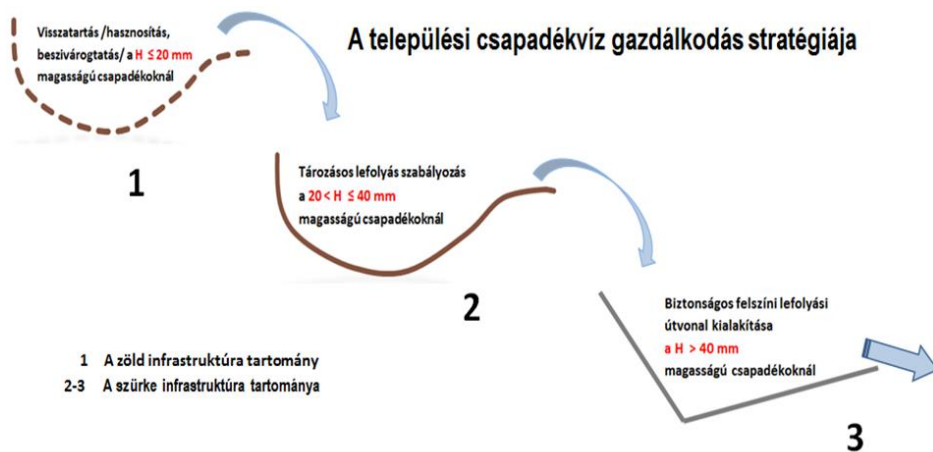 A települési csapadékvíz gazdálkodás stratégiája
Visszatartás /hasznosítás,
beszivárogtatás/ a H ≤ 20 mm
magasságú csapadékoknál
1
Tározásos lefolyás szabályozás
a 20 < H ≤ 40 mm
magasságú csapadékoknál
2
Biztonságos felszíni lefolyási
útvonal kialakítása
a H > 40 mm
magasságú csapadékoknál
3
1 A zöld infrastruktúra tartomány
2-3 A szürke infrastruktúra tartománya